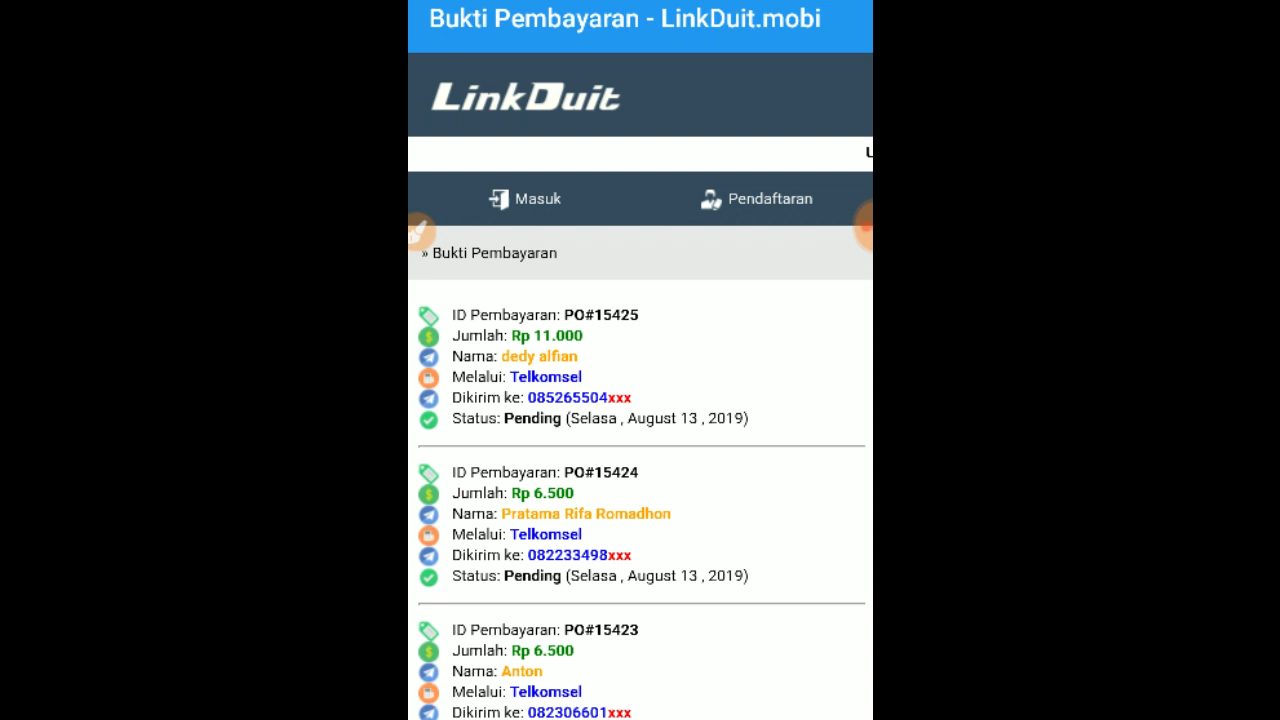 Bukti Pembayaran - LinkDuit.mobi
LinkDuit
Masuk
Pendaftaran
» Bukti Pembayaran
ID Pembayaran: PO#15425
Jumlah: Rp 11.000
Nama: dedy alfian
Melalui: Telkomsel
Dikirim ke: 085265504xxx
Status: Pending (Selasa , August 13 , 2019)
ID Pembayaran: PO#15424
Jumlah: Rp 6.500
Nama: Pratama Rifa Romadhon
Melalui: Telkomsel
Dikirim ke: 082233498xxx
Status: Pending (Selasa , August 13 , 2019)
ID Pembayaran: PO#15423
Jumlah: Rp 6.500
Nama: Anton
Melalui: Telkomsel
Dikirim ke: 082306601xxx